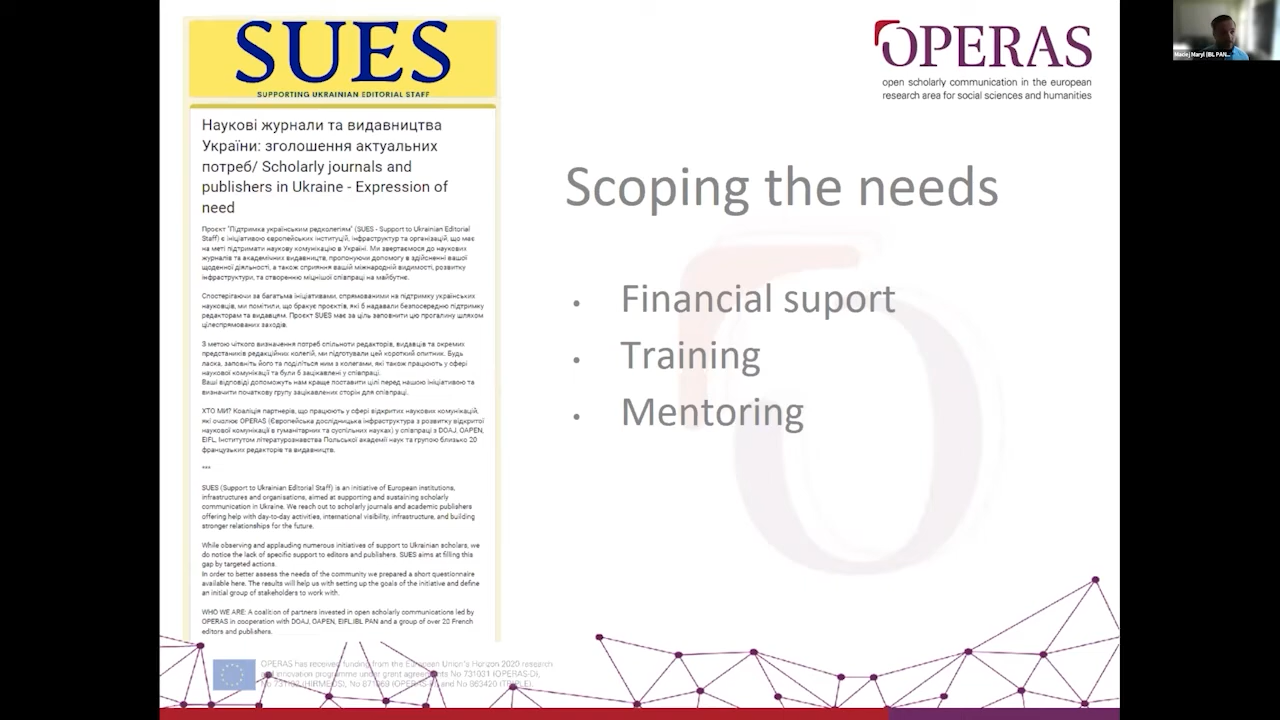 SUES
SUPPORTING UKRAINIAN EDITORIAL STAFF
Наукові журнали та видавництва
України: зголошення актуальних
потреб/ Scholarly journals and
publishers in Ukraine - Expression of
need
Проєкт "Підтримка українським редколегіям" (SUES - Support to Ukrainian Editorial
Staff) є ініціативою європейських інституцій, інфраструктур та організацій, що має
на меті підтримати наукову комунікацію в Україні. Ми звертаємося до наукових
журналів та академічних видавництв, пропонуючи допомогу в здійсненні вашої
щоденної діяльності, а також сприяння вашій міжнародній видимості, розвитку
інфраструктури, та створенню міцнішої співпраці на майбутнє.
Спостерігаючи за багатьма ініціативами, спрямованими на підтримку українських
науковців, ми помітили, що бракує проєктів, які б надавали безпосередню підтримку
редакторам та видавцям. Проєкт SUES має за ціль заповнити цю прогалину шляхом
цілеспрямованих заходів.
З метою чіткого визначення потреб спільноти редакторів, видавців та окремих
представників редакційних колегій, ми підготували цей короткий опитник. Будь
ласка, заповніть його та поділіться ним з колегами, які також працюють у сфері
наукової комунікації та були б зацікавлені у співпраці.
Ваші відповіді допоможуть нам краще поставити цілі перед нашою ініціативою та
визначити початкову групу зацікавлених сторін для співпраці.
ХТО МИ? Коаліція партнерів, що працюють у сфері відкритих наукових комунікацій,
які очолює OPERAS (Європейська дослідницька інфраструктура з розвитку відкритої
наукової комунікації в гуманітарних та суспільних науках) у співпраці з DOAJ, OAPEN,
EIFL, Інститутом літературознавства Польської академії наук та групою близько 20
французьких редакторів та видавництв.
***
SUES (Support to Ukrainian Editorial Staff) is an initiative of European institutions,
infrastructures and organisations, aimed at supporting and sustaining scholarly
communication in Ukraine. We reach out to scholarly journals and academic publishers
offering help with day-to-day activities, international visibility, infrastructure, and building
stronger relationships for the future.
While observing and applauding numerous initiatives of support to Ukrainian scholars, we
do notice the lack of specific support to editors and publishers. SUES aims at filling this
gap by targeted actions.
In order to better assess the needs of the community we prepared a short questionnaire
available here. The results will help us with setting up the goals of the initiative and define
an initial group of stakeholders to work with.
WHO WE ARE: A coalition of partners invested in open scholarly communications led by
OPERAS in cooperation with DOAJ, OAPEN, EIFL,IBL PAN and a group of over 20 French
editors and publishers.
OPERAS
open scholarly communication in the european
research area for social sciences and humanities
Scoping the needs
• Financial suport
• Training
• Mentoring
OPERAS has received funding from the European Union's Horizon 2020 research
and innovation programme under grant agreements No 731031 (OPERAS-D),
(HIRMEOS), No and No 863420 (TRIPLE).
Maciej Maryl (IBL PAN...